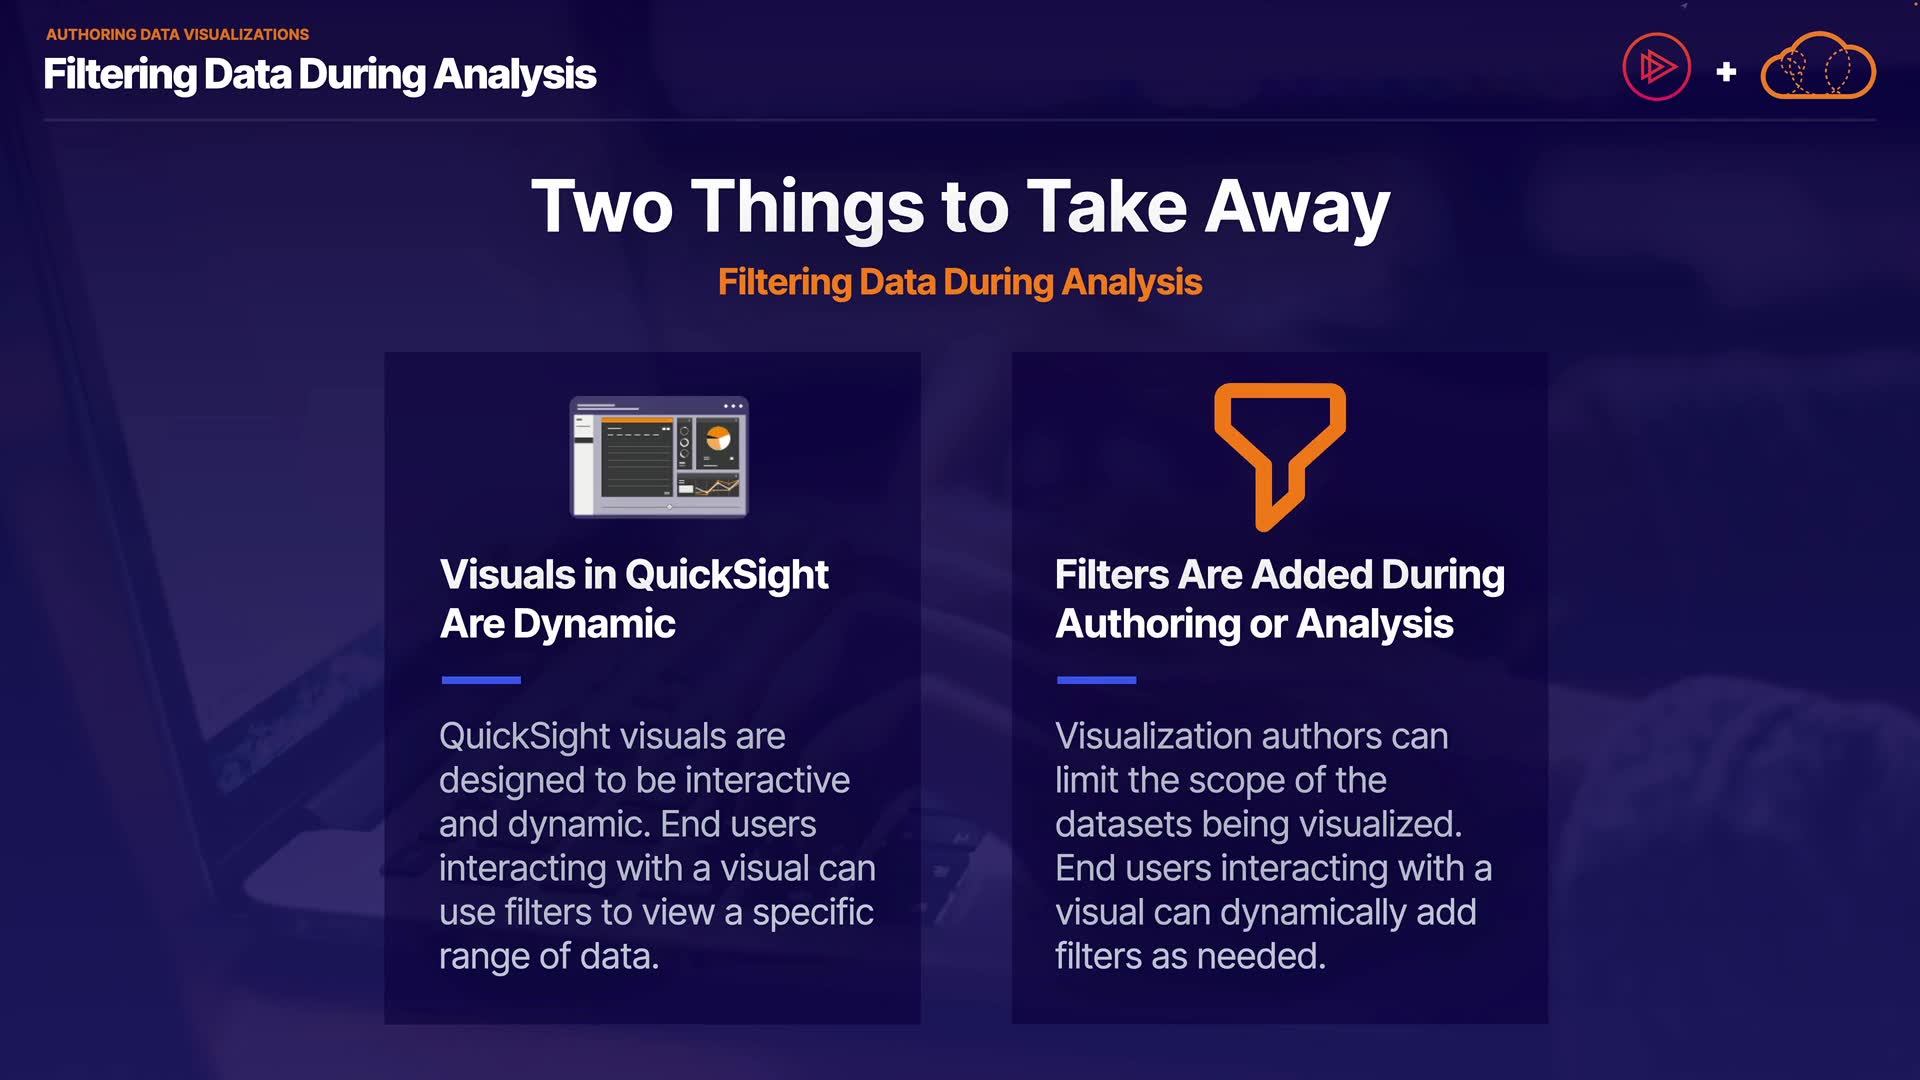 AUTHORING DATA VISUALIZATIONS
Filtering Data During Analysis
+
Two Things to Take Away
Filtering Data During Analysis
Visuals in QuickSight
Are Dynamic
QuickSight visuals are
designed to be interactive
and dynamic. End users
interacting with a visual can
use filters to view a specific
range of data.
Filters Are Added During
Authoring or Analysis
Visualization authors can
limit the scope of the
datasets being visualized.
End users interacting with a
visual can dynamically add
filters as needed.